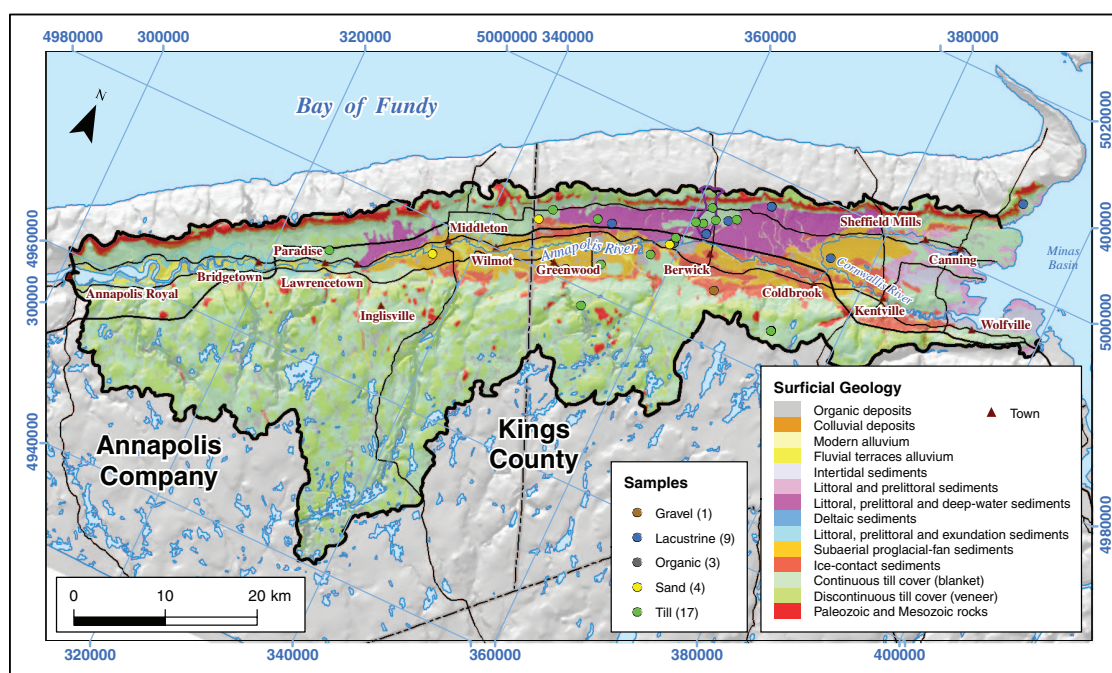 4980000
300000
320000
5000000
340000
360000
380000
5020000
N
Bay of Fundy
Sheffield Mills
400000
4960000
Middleton
Paradise
Annapolis River
Minas
Basin
Canning
Wilmot
Greenwood
Berwick
Cornwallis River
Bridgetown
Lawrencetown
Annapolis Royal
Coldbrook
Kentville
300000
Inglisville
Wolfville
5000000
Annapolis
Company
Kings
County
4940000
4980000
Surficial Geology
Organic deposits
Colluvial deposits
Modern alluvium
Fluvial terraces alluvium
Intertidal sediments
Littoral and prelittoral sediments
Littoral, prelittoral and deep-water sediments
Deltaic sediments
Littoral, prelittoral and exundation sediments
Subaerial proglacial-fan sediments
Ice-contact sediments
Continuous till cover (blanket)
Discontinuous till cover (veneer)
Paleozoic and Mesozoic rocks
Town
Samples
Gravel (1)
Lacustrine (9)
Organic (3)
Sand (4)
Till (17)
0 10 20 km
320000
340000
360000
380000
400000